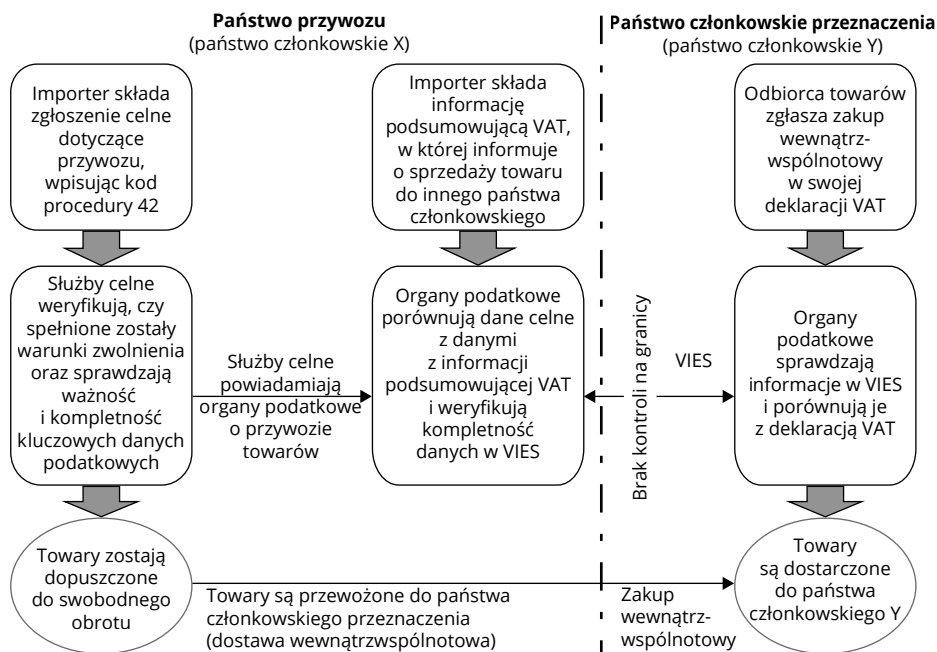 Państwo przywozu
(państwo członkowskie X)
Państwo członkowskie przeznaczenia
(państwo członkowskie Y)
Importer składa
zgłoszenie celne
dotyczące
przywozu,
wpisując kod
procedury 42
Importer składa
informację
podsumowującą VAT,
w której informuje
o sprzedaży towaru
do innego państwa
członkowskiego
Odbiorca towarów
zgłasza zakup
wewnątrz-
wspólnotowy
w swojej
deklaracji VAT
Służby celne
weryfikują, czy
spełnione zostały
warunki zwolnienia
oraz sprawdzają
ważność
i kompletność
kluczowych danych
podatkowych
Służby celne
powiadamiają
organy podatkowe
o przywozie
towarów
Organy podatkowe
porównują dane celne
z danymi
z informacji
podsumowującej VAT
i weryfikują
kompletność
danych w VIES
Brak kontroli na granicy
VIES
Organy
podatkowe
sprawdzają
informacje w VIES
i porównują je
z deklaracją VAT
Towary zostają
dopuszczone
do swobodnego
obrotu
Towary są przewożone do państwa
członkowskiego przeznaczenia
(dostawa wewnątrzwspólnotowa)
Zakup
wewnątrz-
wspólnotowy
Towary
są dostarczone
do państwa
członkowskiego Y